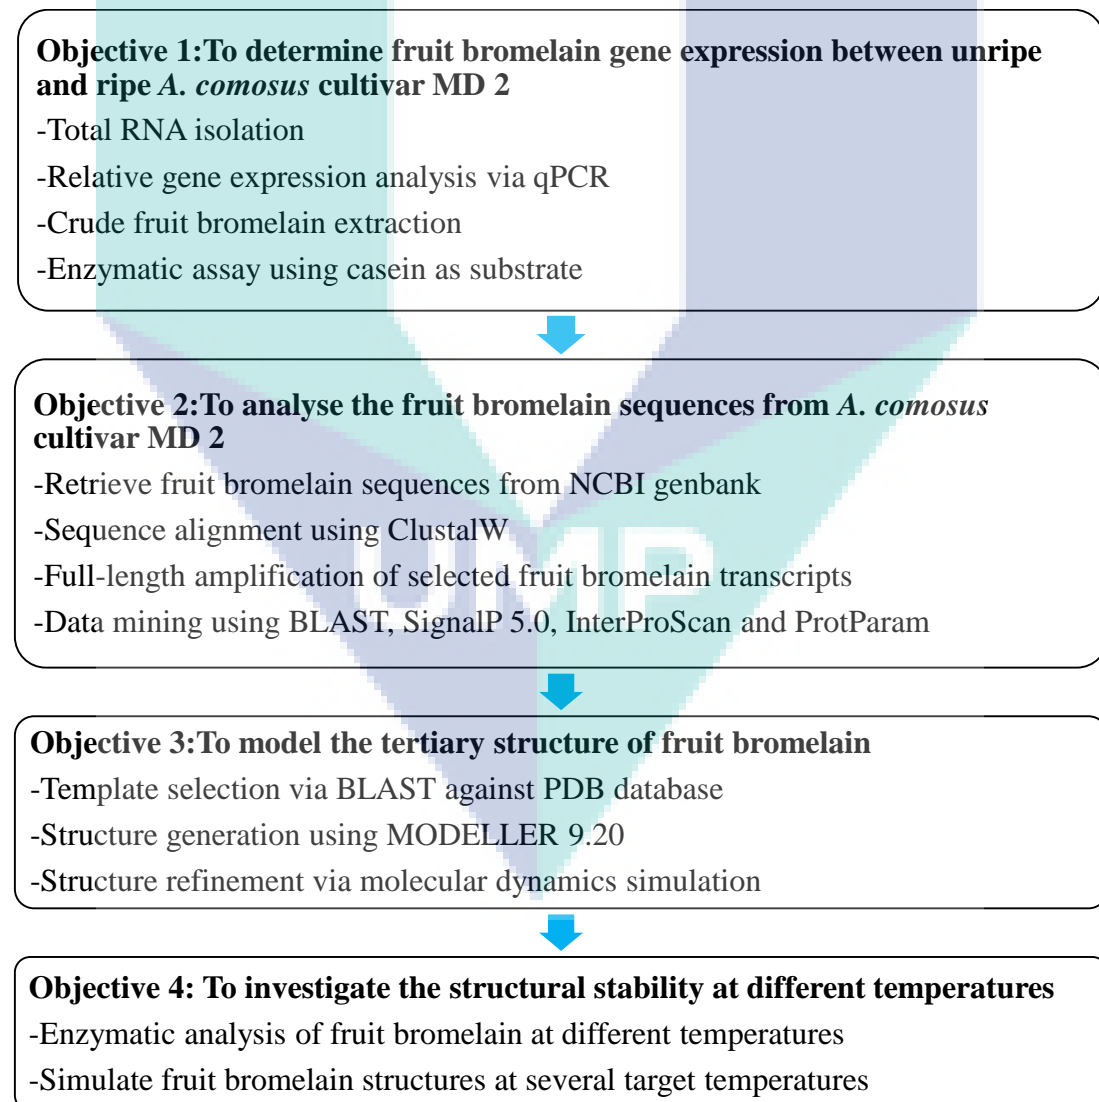 Objective 1:To determine fruit bromelain gene expression between unripe
and ripe A. comosus cultivar MD 2
-Total RNA isolation
-Relative gene expression analysis via qPCR
-Crude fruit bromelain extraction
-Enzymatic assay using casein as substrate
Objective 2:To analyse the fruit bromelain sequences from A. comosus
cultivar MD 2
-Retrieve fruit bromelain sequences from NCBI genbank
-Sequence alignment using ClustalW
UMP
-Full-length amplification of selected fruit bromelain transcripts
-Data mining using BLAST, SignalP 5.0, InterProScan and ProtParam
Objective 3:To model the tertiary structure of fruit bromelain
-Template selection via BLAST against PDB database
-Structure generation using MODELLER 9.20
-Structure refinement via molecular dynamics simulation
Objective 4: To investigate the structural stability at different temperatures
-Enzymatic analysis of fruit bromelain at different temperatures
-Simulate fruit bromelain structures at several target temperatures